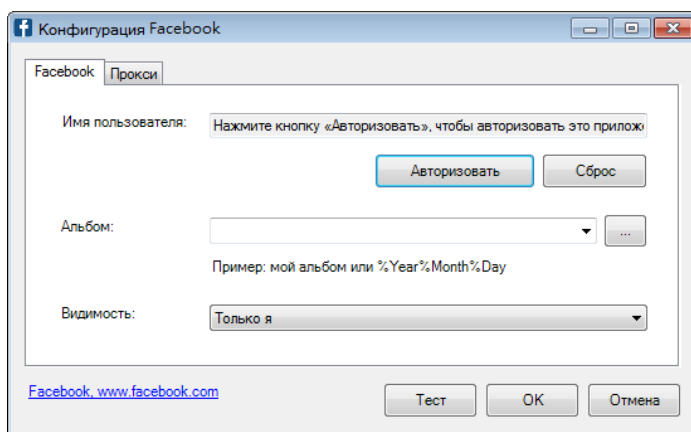 Конфигурация Facebook
Facebook Прокси
Имя пользователя: Нажмите кнопку «Авторизовать», чтобы авторизовать это прилож
Авторизовать Сброс
Альбом: ...
Пример: мой альбом или %Year%Month%Day
Видимость: Только я
Facebook, www.facebook.com Тест OK Отмена